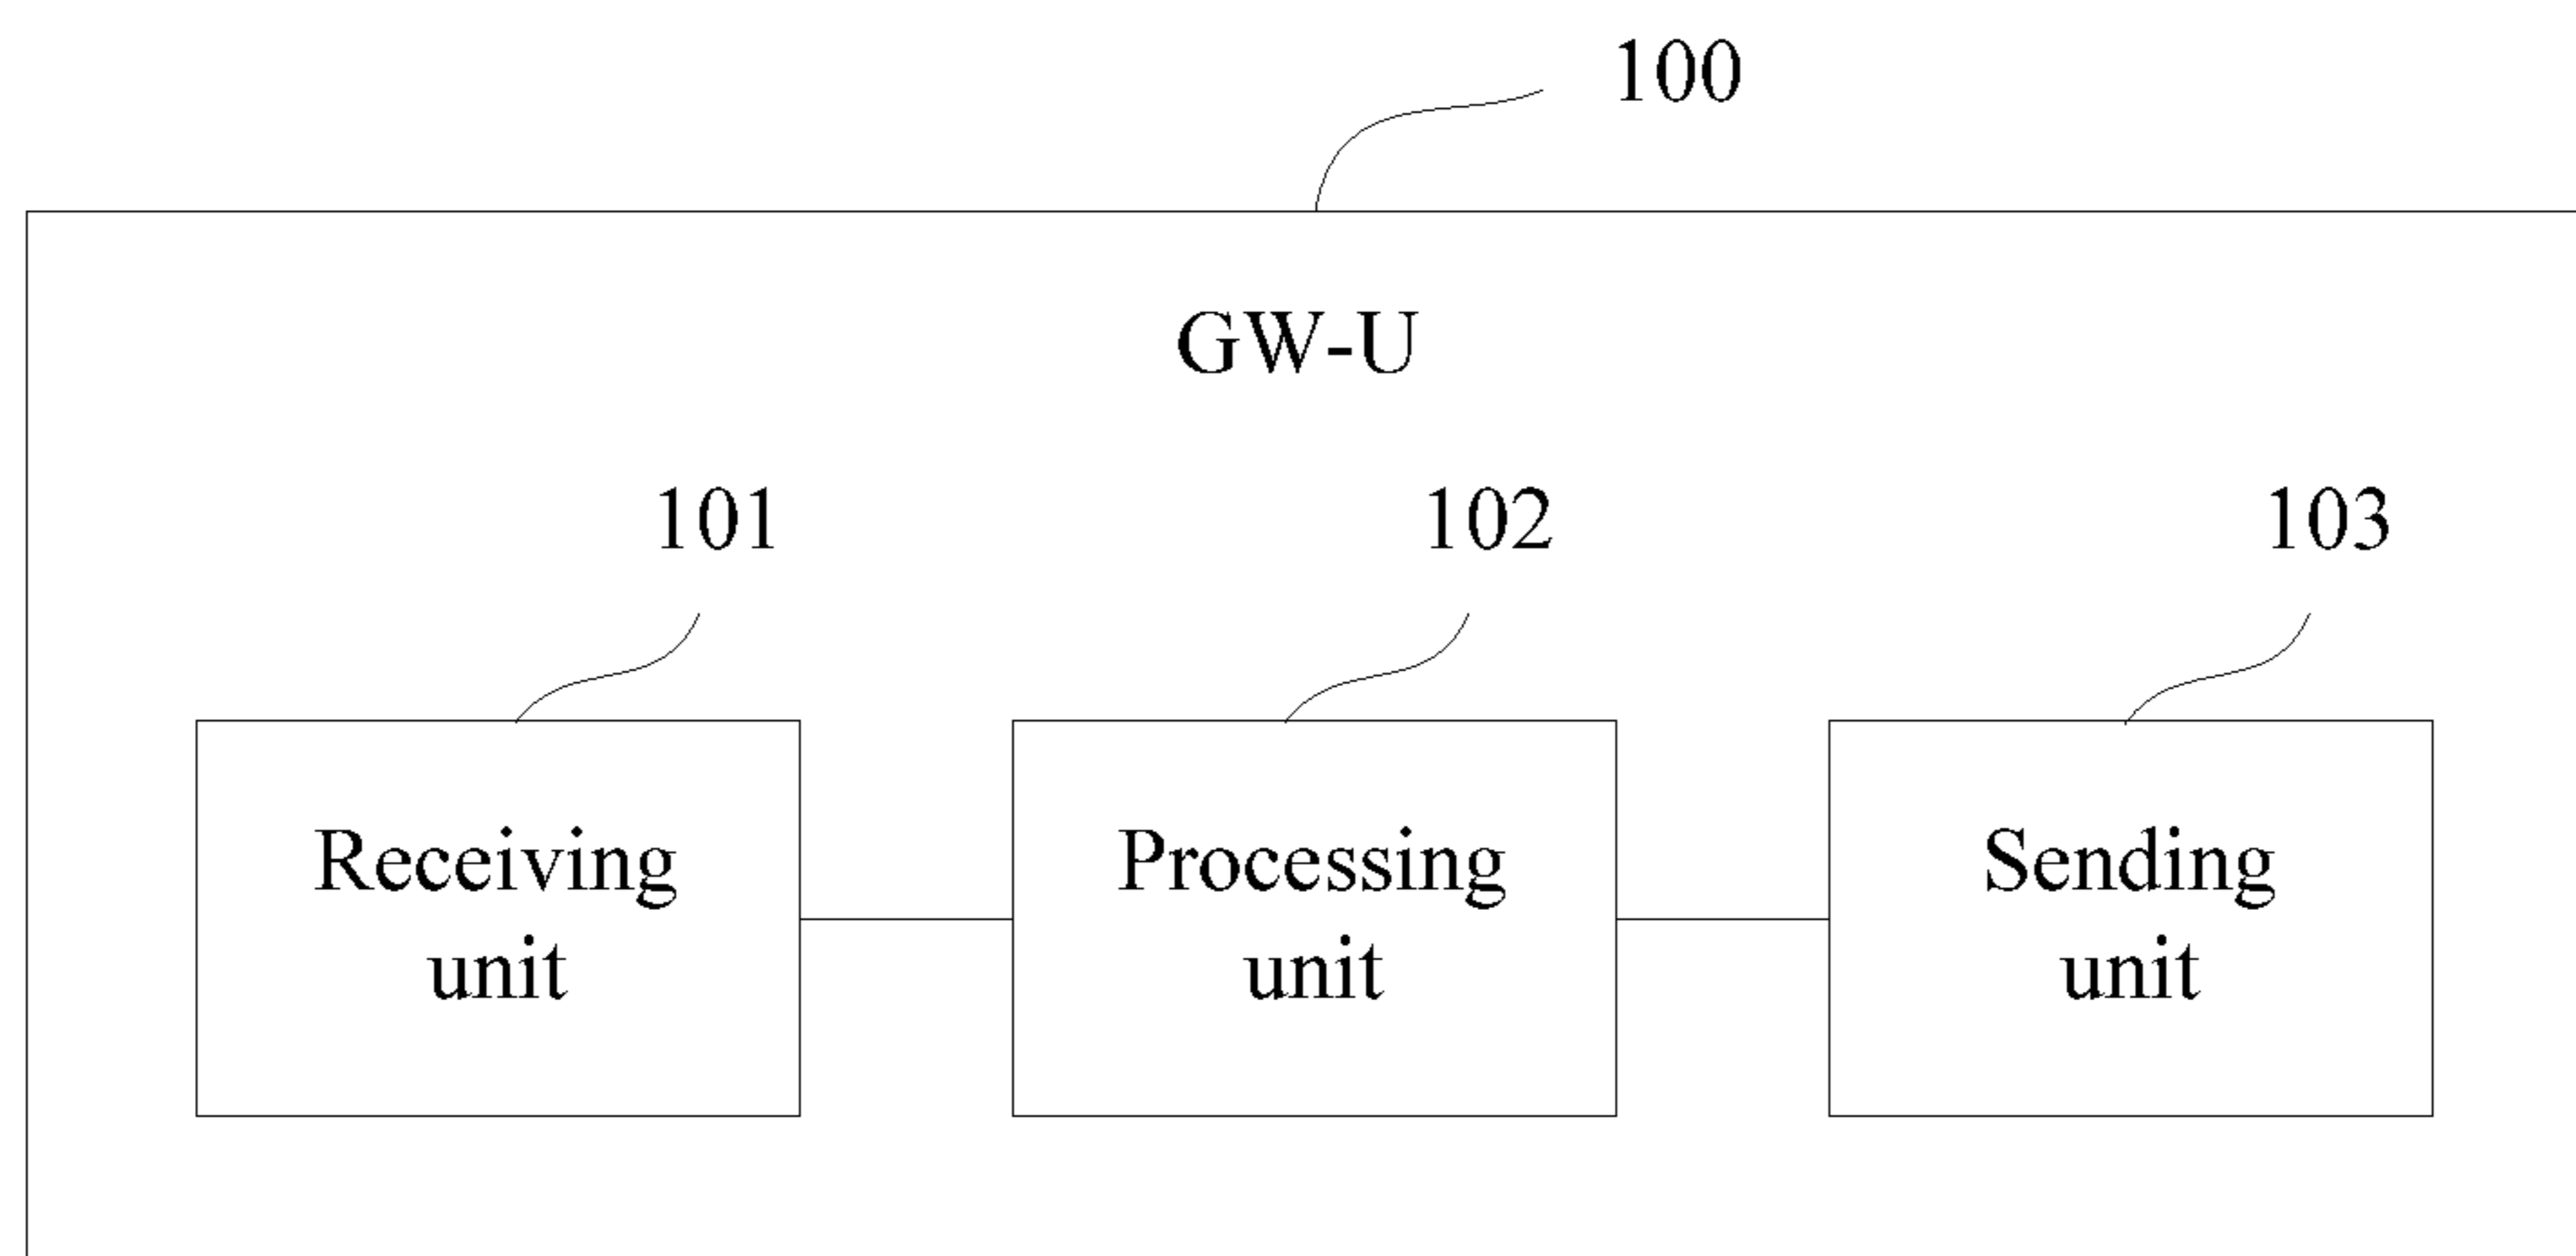 100
GW-U
101
102
103
Receiving
unit
Processing
unit
Sending
unit